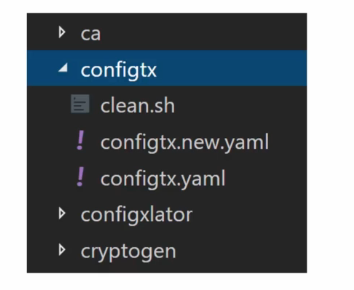 ca
configtx
clean.sh
configtx.new.yaml
configtx.yaml
configxlator
cryptogen